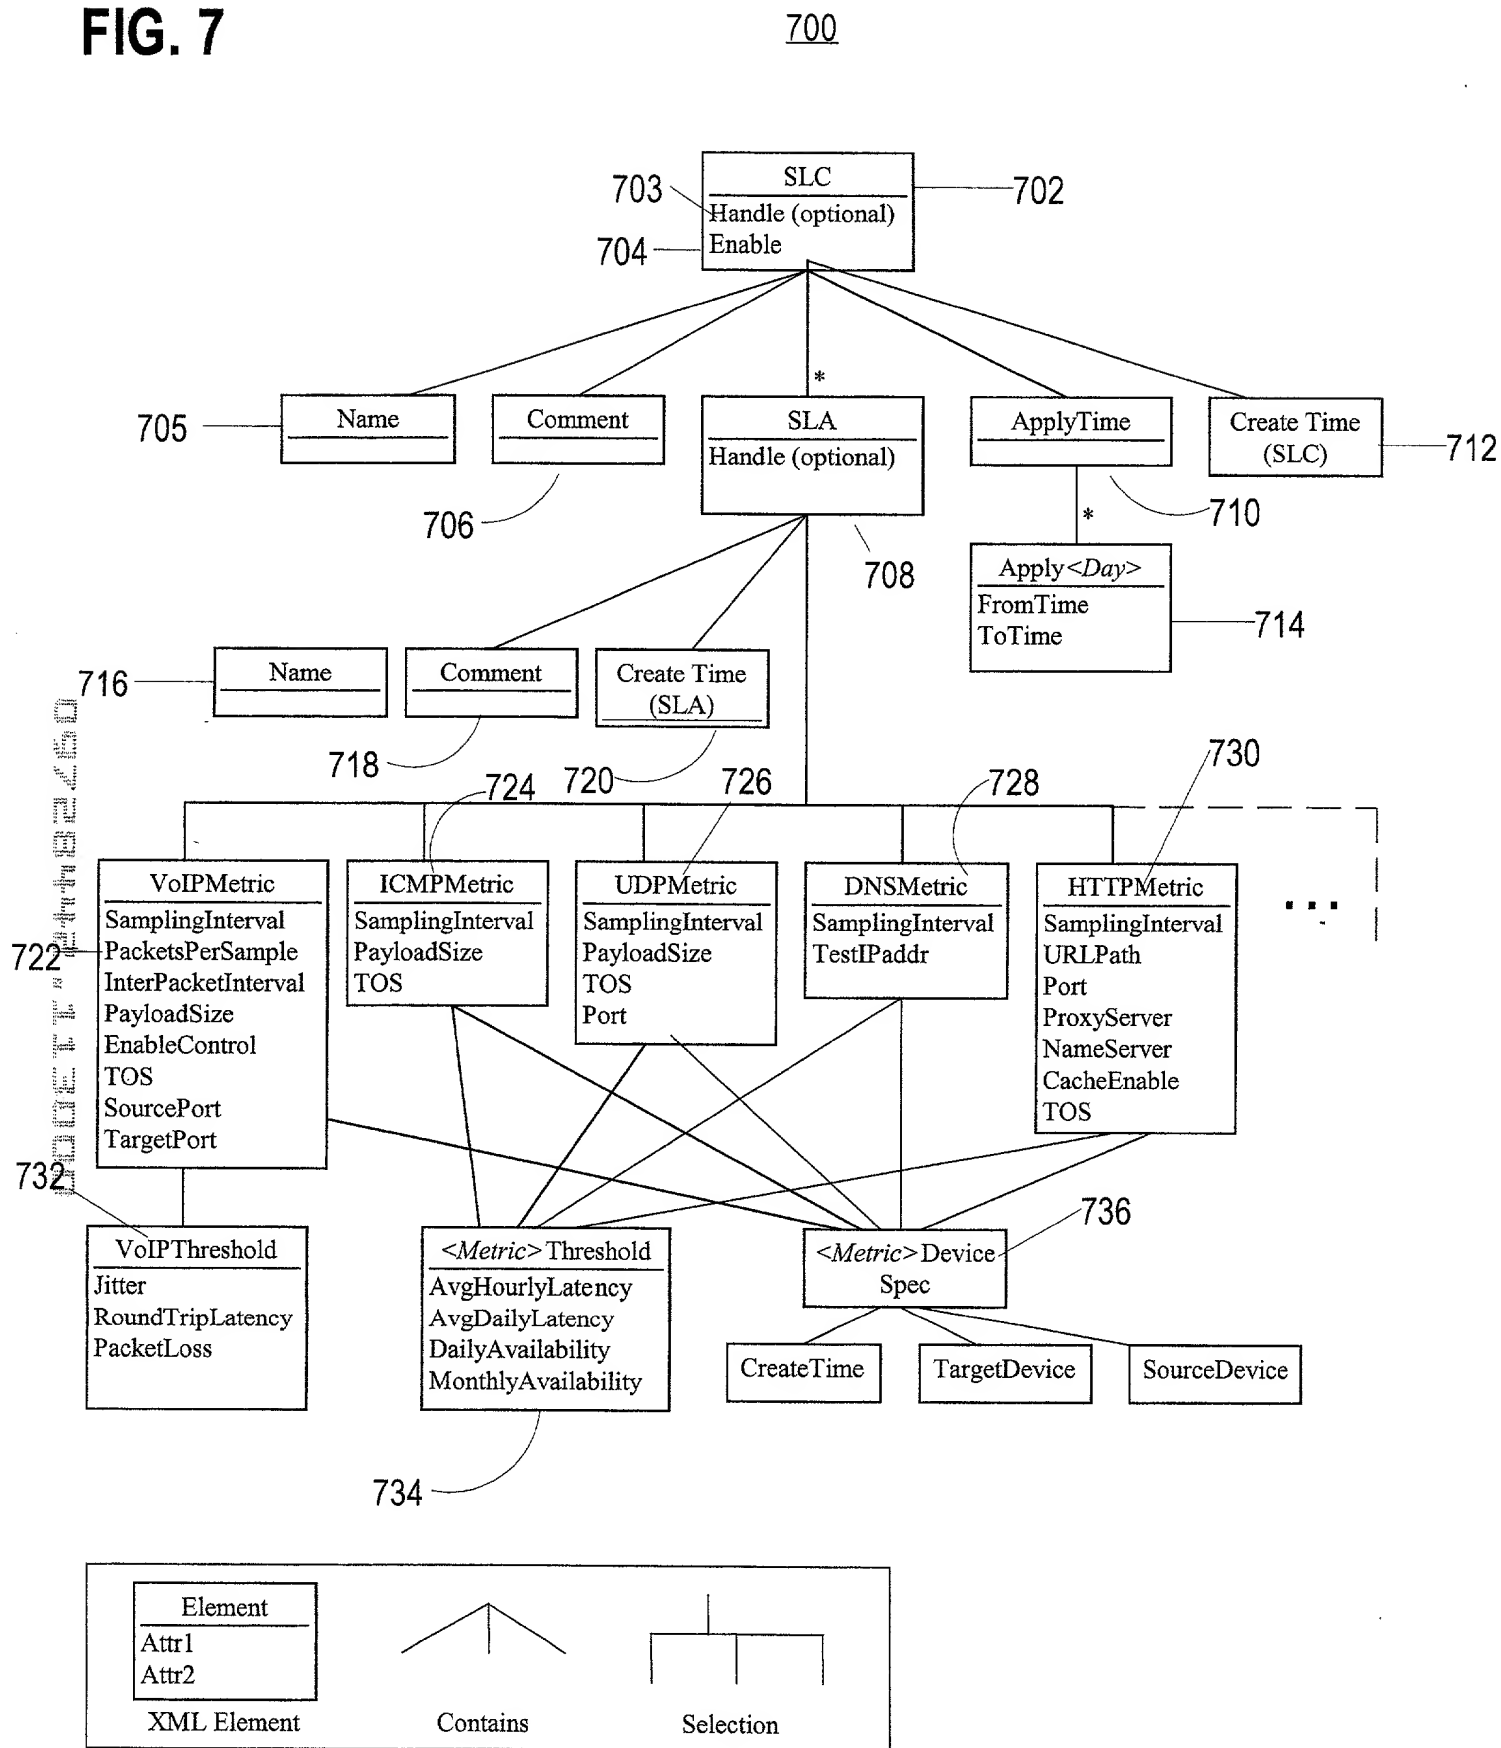 FIG. 7
700
SLC
703
702
Handle (optional)
704
Enable
*
705
Name
Comment
SLA
ApplyTime
Create Time
(SLC)
712
Handle (optional)
706
710
*
708
Apply<Day>
FromTime
ToTime
714
716
Name
Comment
Create Time
(SLA)
718
720
724
726
728
730
VoIPMetric
SamplingInterval
722
PacketsPerSample
InterPacketInterval
PayloadSize
EnableControl
TOS
SourcePort
TargetPort
ICMPMetric
SamplingInterval
PayloadSize
TOS
UDPMetric
SamplingInterval
PayloadSize
TOS
Port
DNSMetric
SamplingInterval
TestIPaddr
HTTPMetric
SamplingInterval
URLPath
Port
ProxyServer
NameServer
CacheEnable
TOS
...
732
736
VoIPThreshold
Jitter
RoundTripLatency
PacketLoss
<Metric>Threshold
AvgHourlyLatency
AvgDailyLatency
DailyAvailability
MonthlyAvailability
<Metric>Device
Spec
CreateTime
TargetDevice
SourceDevice
734
Element
Attr1
Attr2
XML Element
Contains
Selection